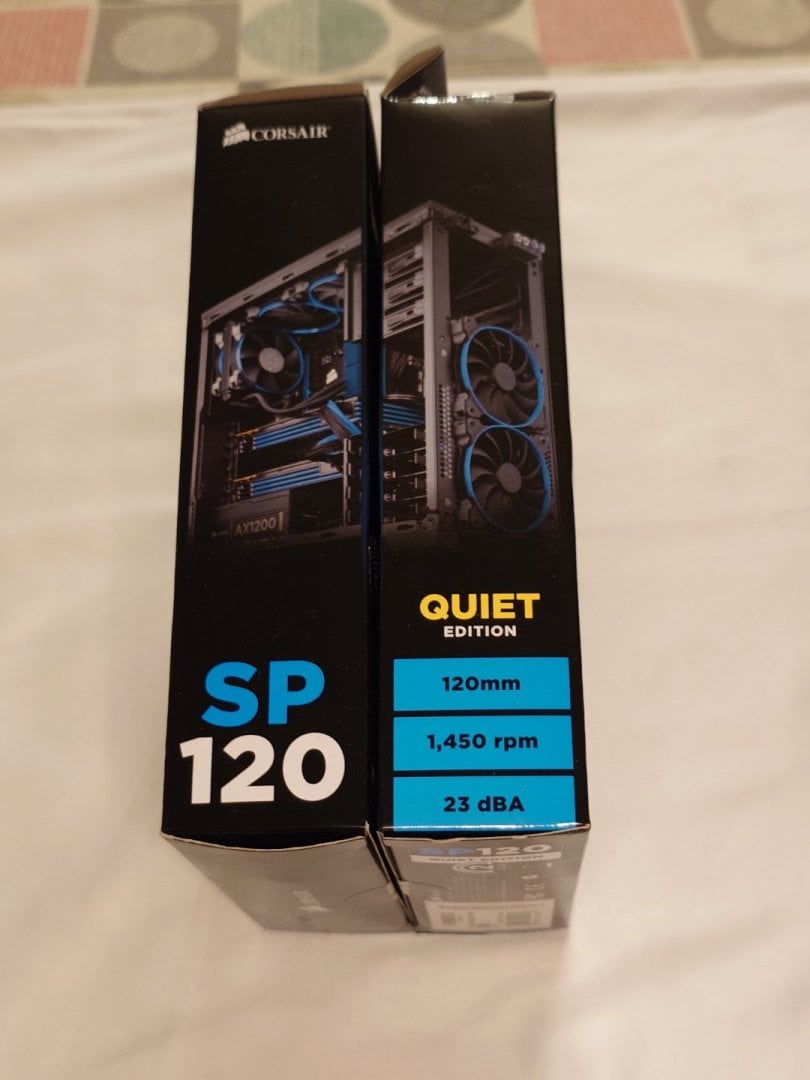 CORSAIR
AX1200
SP
120
QUIET
EDITION
120mm
1,450 rpm
23 dBA
SP120
QUIET EDITION